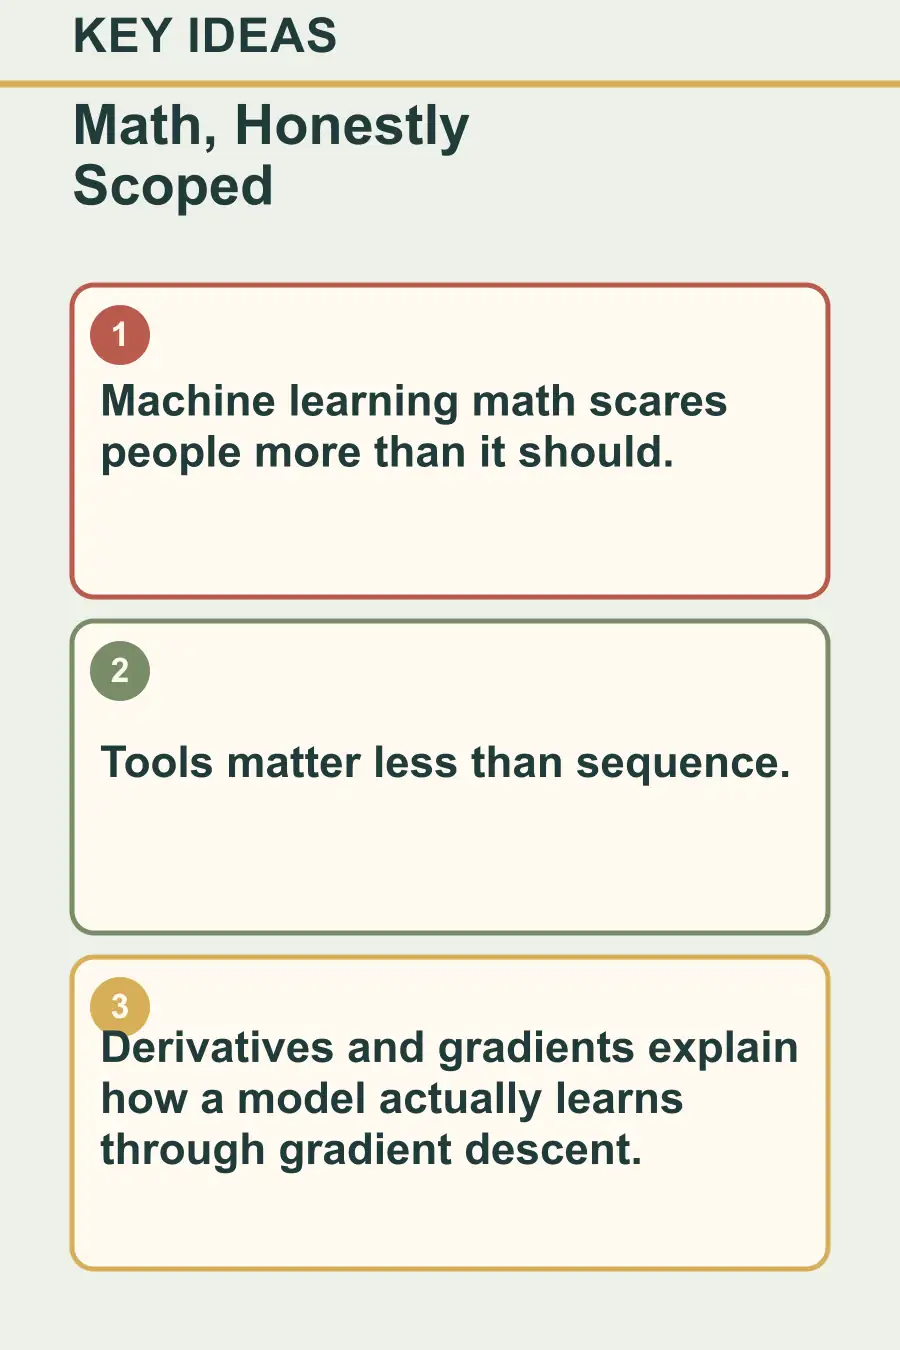 KEY IDEAS
Math, Honestly
Scoped
1
Machine learning math scares
people more than it should.
2
Tools matter less than sequence.
3
Derivatives and gradients explain
how a model actually learns
through gradient descent.